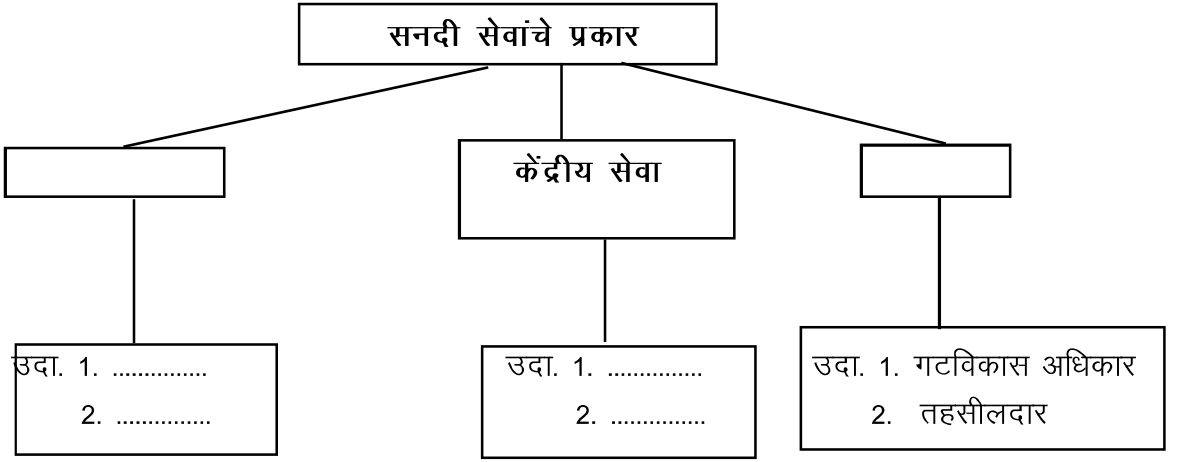 सनदी सेवांचे प्रकार
केंद्रीय सेवा
उदा. 1. ...............
2. ...............
उदा. 1. ...............
2. ...............
उदा. 1. गटविकास अधिकार
2. तहसीलदार